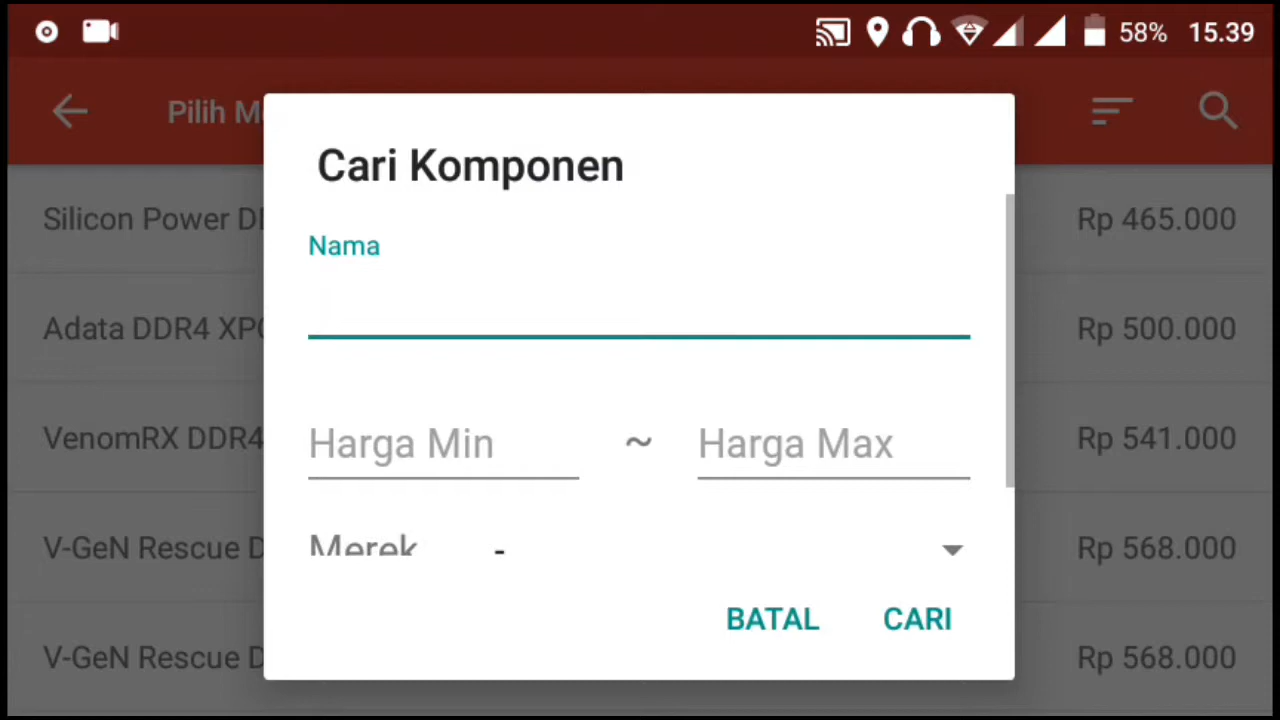 58% 15.39
Pilih M
Cari Komponen
Nama
Harga Min ~ Harga Max
Merek -
BATAL CARI
Silicon Power D Rp 465.000
Adata DDR4 XP Rp 500.000
VenomRX DDR4 Rp 541.000
V-GeN Rescue D Rp 568.000
V-GeN Rescue D Rp 568.000